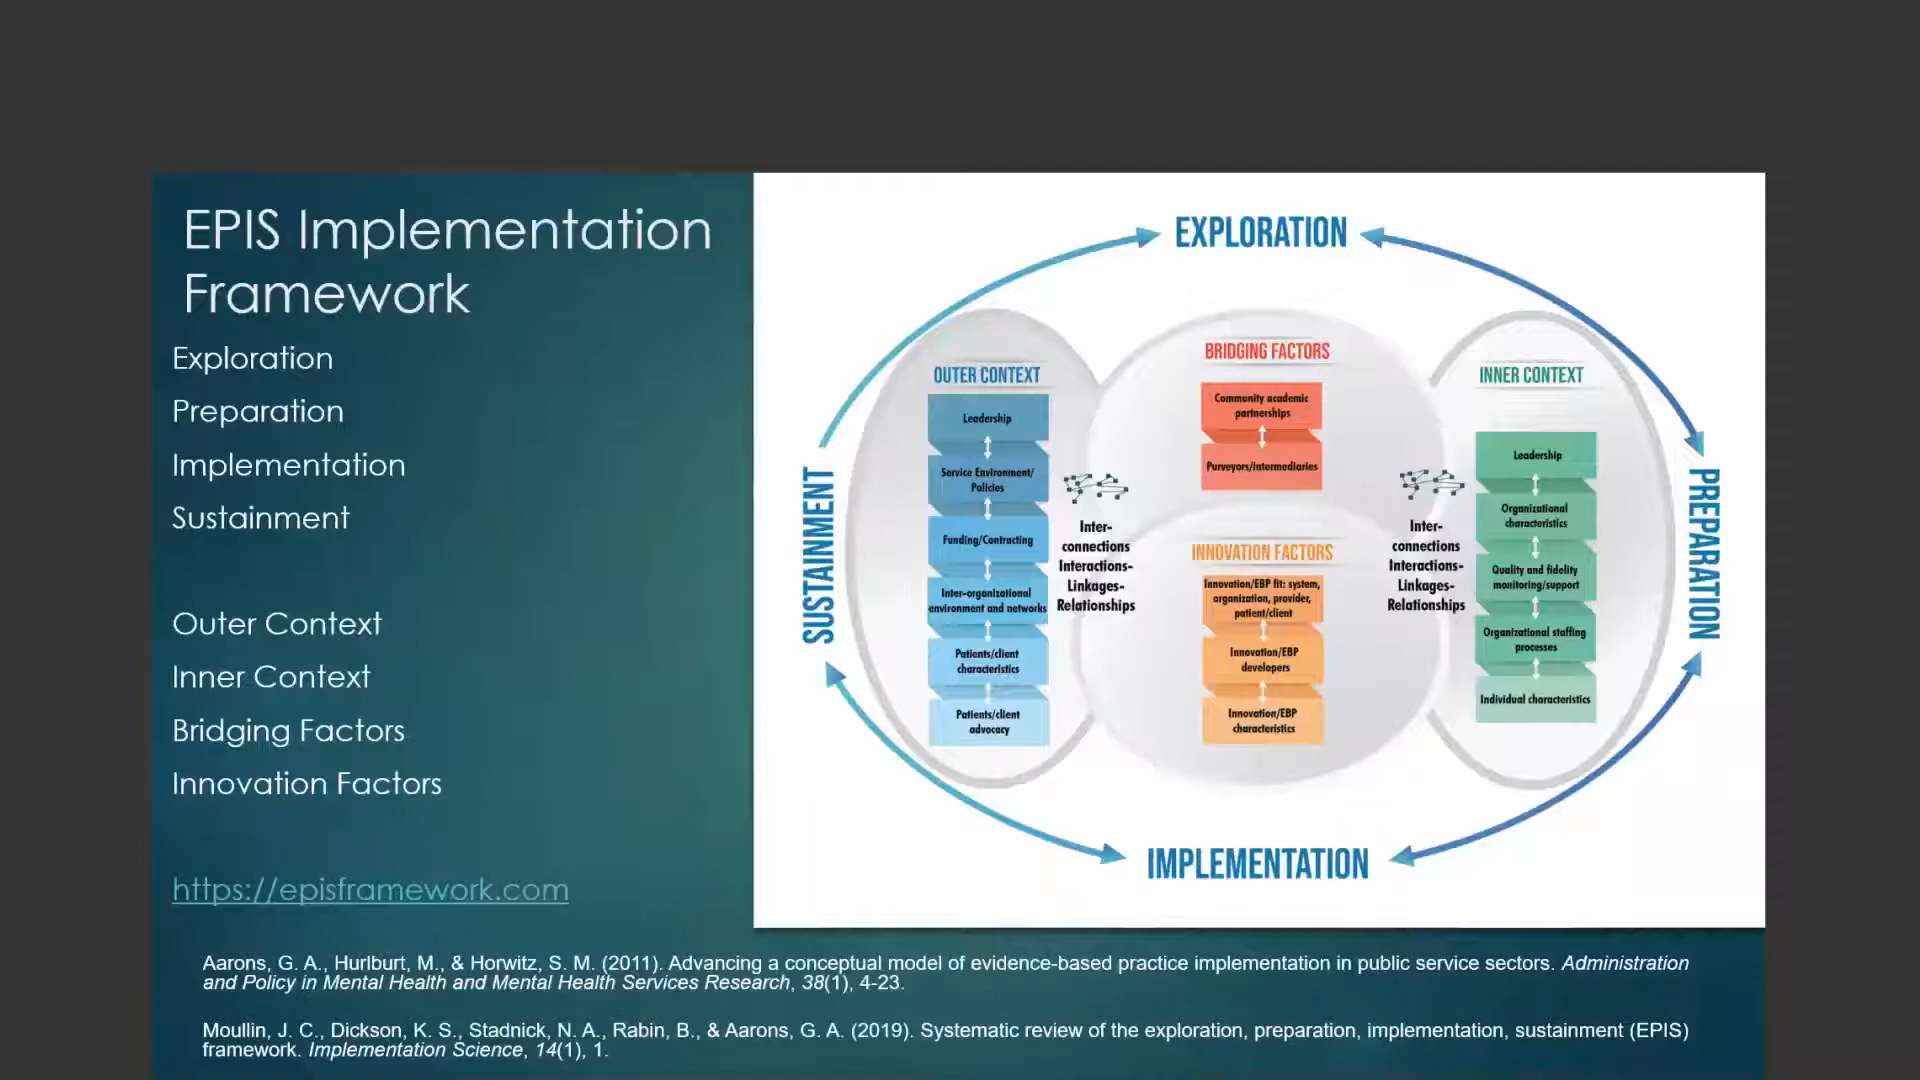 EPIS Implementation
Framework
Exploration
Preparation
Implementation
Sustainment
Outer Context
Inner Context
Bridging Factors
Innovation Factors
https://episframework.com
EXPLORATION
PREPARATION
IMPLEMENTATION
SUSTAINMENT
OUTER CONTEXT
Leadership
Service Environment/
Policies
Funding/Contracting
Inter-organizational
environment and networks
Patients/client
characteristics
Patients/client
advocacy
Inter-
connections
Interactions-
Linkages-
Relationships
BRIDGING FACTORS
Community academic
partnerships
Purveyors/Intermediaries
INNOVATION FACTORS
Innovation/EBP fit: system,
organization, provider,
patient/client
Innovation/EBP
developers
Innovation/EBP
characteristics
Inter-
connections
Interactions-
Linkages-
Relationships
INNER CONTEXT
Leadership
Organizational
characteristics
Quality and fidelity
monitoring/support
Organizational staffing
processes
Individual characteristics
Aarons, G. A., Hurlburt, M., & Horwitz, S. M. (2011). Advancing a conceptual model of evidence-based practice implementation in public service sectors. Administration
and Policy in Mental Health and Mental Health Services Research, 38(1), 4-23.
Moullin, J. C., Dickson, K. S., Stadnick, N. A., Rabin, B., & Aarons, G. A. (2019). Systematic review of the exploration, preparation, implementation, sustainment (EPIS)
framework. Implementation Science, 14(1), 1.